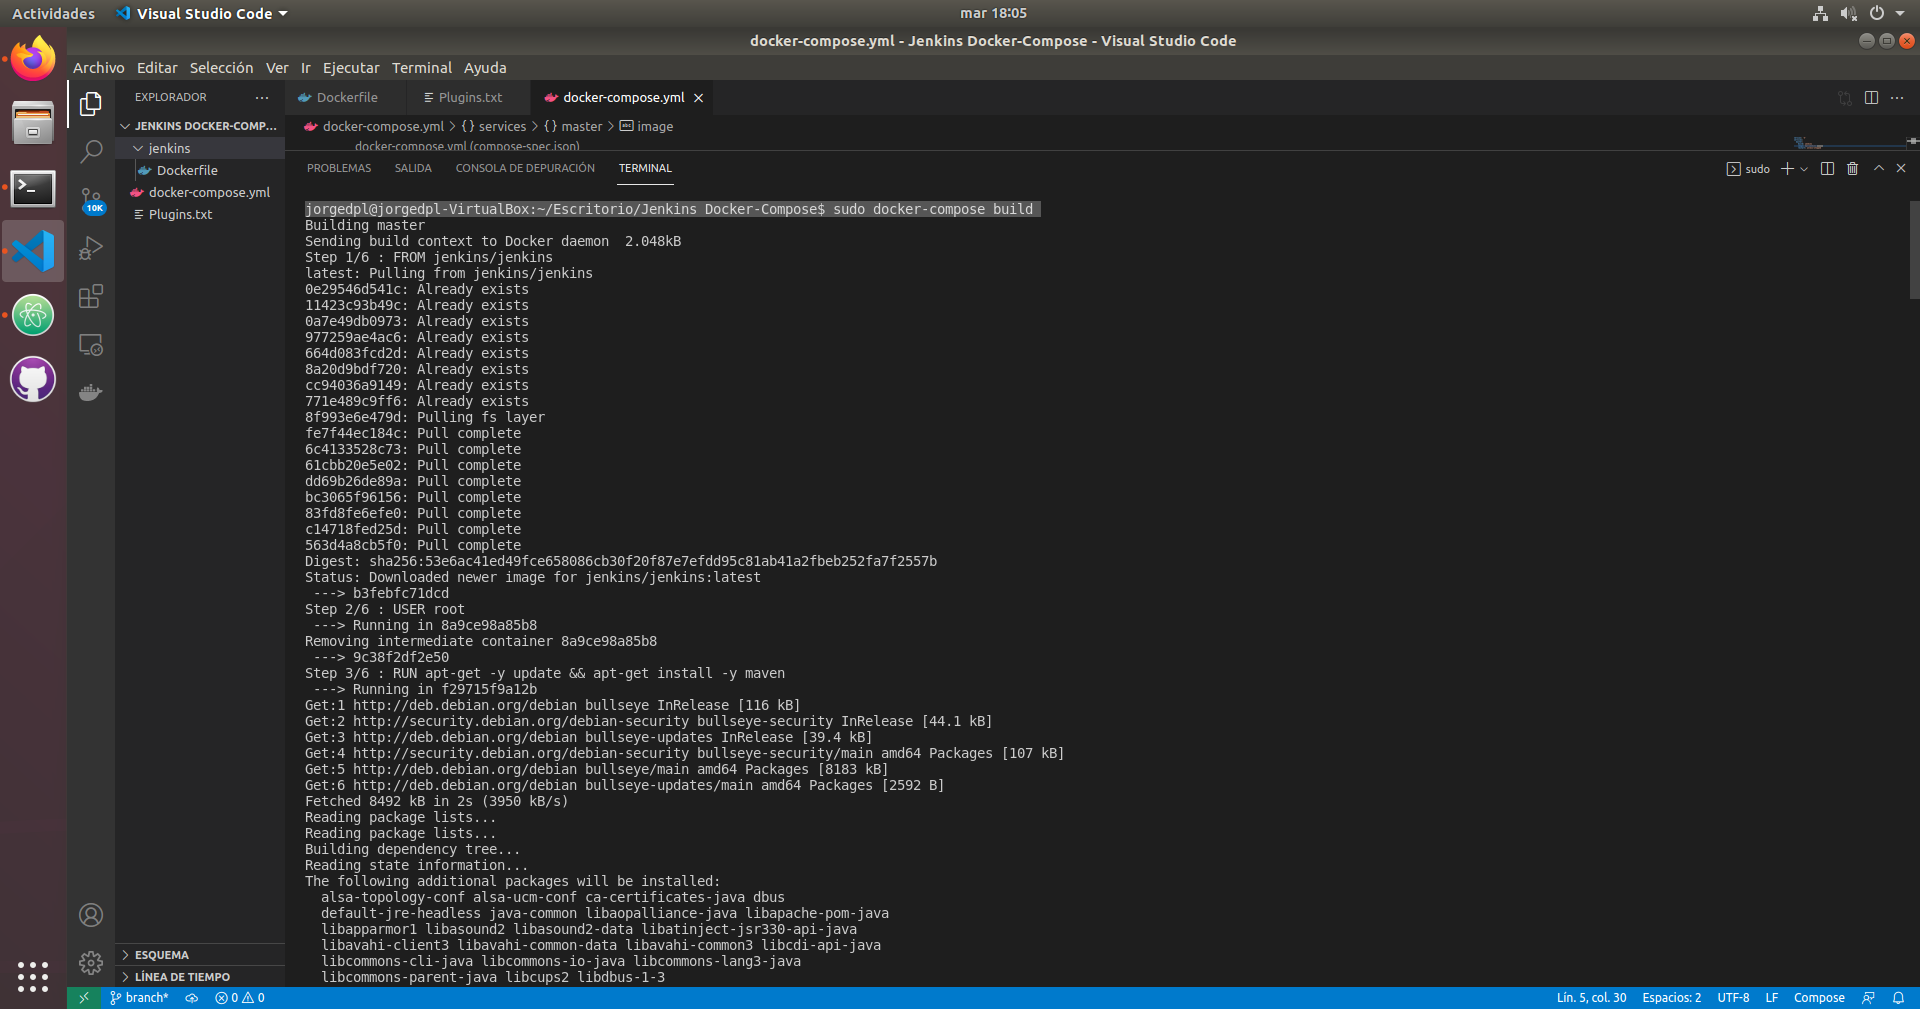 Actividades
Visual Studio Code
mar 18:05
docker-compose.yml - Jenkins Docker-Compose - Visual Studio Code
Archivo Editar Selección Ver Ir Ejecutar Terminal Ayuda
EXPLORADOR
JENKINS DOCKER-COMP...
jenkins
Dockerfile
docker-compose.yml
Plugins.txt
10K
ESQUEMA
LÍNEA DE TIEMPO
Dockerfile
Plugins.txt
docker-compose.yml
docker-compose.yml > {} services > {} master > image
docker-compose.yml (compose-spec.json)
PROBLEMAS SALIDA CONSOLA DE DEPURACIÓN TERMINAL
sudo
jorgedpl@jorgedpl-VirtualBox:~/Escritorio/Jenkins Docker-Compose$ sudo docker-compose build
Building master
Sending build context to Docker daemon  2.048kB
Step 1/6 : FROM jenkins/jenkins
latest: Pulling from jenkins/jenkins
0e29546d541c: Already exists
11423c93b49c: Already exists
0a7e49db0973: Already exists
977259ae4ac6: Already exists
664d083fcd2d: Already exists
8a20d9bdf720: Already exists
cc94036a9149: Already exists
771e489c9ff6: Already exists
8f993e6e479d: Pulling fs layer
fe7f44ec184c: Pull complete
6c4133528c73: Pull complete
61cbb20e5e02: Pull complete
dd69b26de89a: Pull complete
bc3065f96156: Pull complete
83fd8fe6efe0: Pull complete
c14718fed25d: Pull complete
563d4a8cb5f0: Pull complete
Digest: sha256:53e6ac41ed49fce658086cb30f20f87e7efdd95c81ab41a2fbeb252fa7f2557b
Status: Downloaded newer image for jenkins/jenkins:latest
 ---> b3febfc71dcd
Step 2/6 : USER root
 ---> Running in 8a9ce98a85b8
Removing intermediate container 8a9ce98a85b8
 ---> 9c38f2df2e50
Step 3/6 : RUN apt-get -y update && apt-get install -y maven
 ---> Running in f29715f9a12b
Get:1 http://deb.debian.org/debian bullseye InRelease [116 kB]
Get:2 http://security.debian.org/debian-security bullseye-security InRelease [44.1 kB]
Get:3 http://deb.debian.org/debian bullseye-updates InRelease [39.4 kB]
Get:4 http://security.debian.org/debian-security bullseye-security/main amd64 Packages [107 kB]
Get:5 http://deb.debian.org/debian bullseye/main amd64 Packages [8183 kB]
Get:6 http://deb.debian.org/debian bullseye-updates/main amd64 Packages [2592 B]
Fetched 8492 kB in 2s (3950 kB/s)
Reading package lists...
Reading package lists...
Building dependency tree...
Reading state information...
The following additional packages will be installed:
  alsa-topology-conf alsa-ucm-conf ca-certificates-java dbus
  default-jre-headless java-common libaopalliance-java libapache-pom-java
  libapparmor1 libasound2 libasound2-data libatinject-jsr330-api-java
  libavahi-client3 libavahi-common-data libavahi-common3 libcdi-api-java
  libcommons-cli-java libcommons-io-java libcommons-lang3-java
  libcommons-parent-java libcups2 libdbus-1-3
branch* 0 0
Lín. 5, col. 30 Espacios: 2 UTF-8 LF Compose